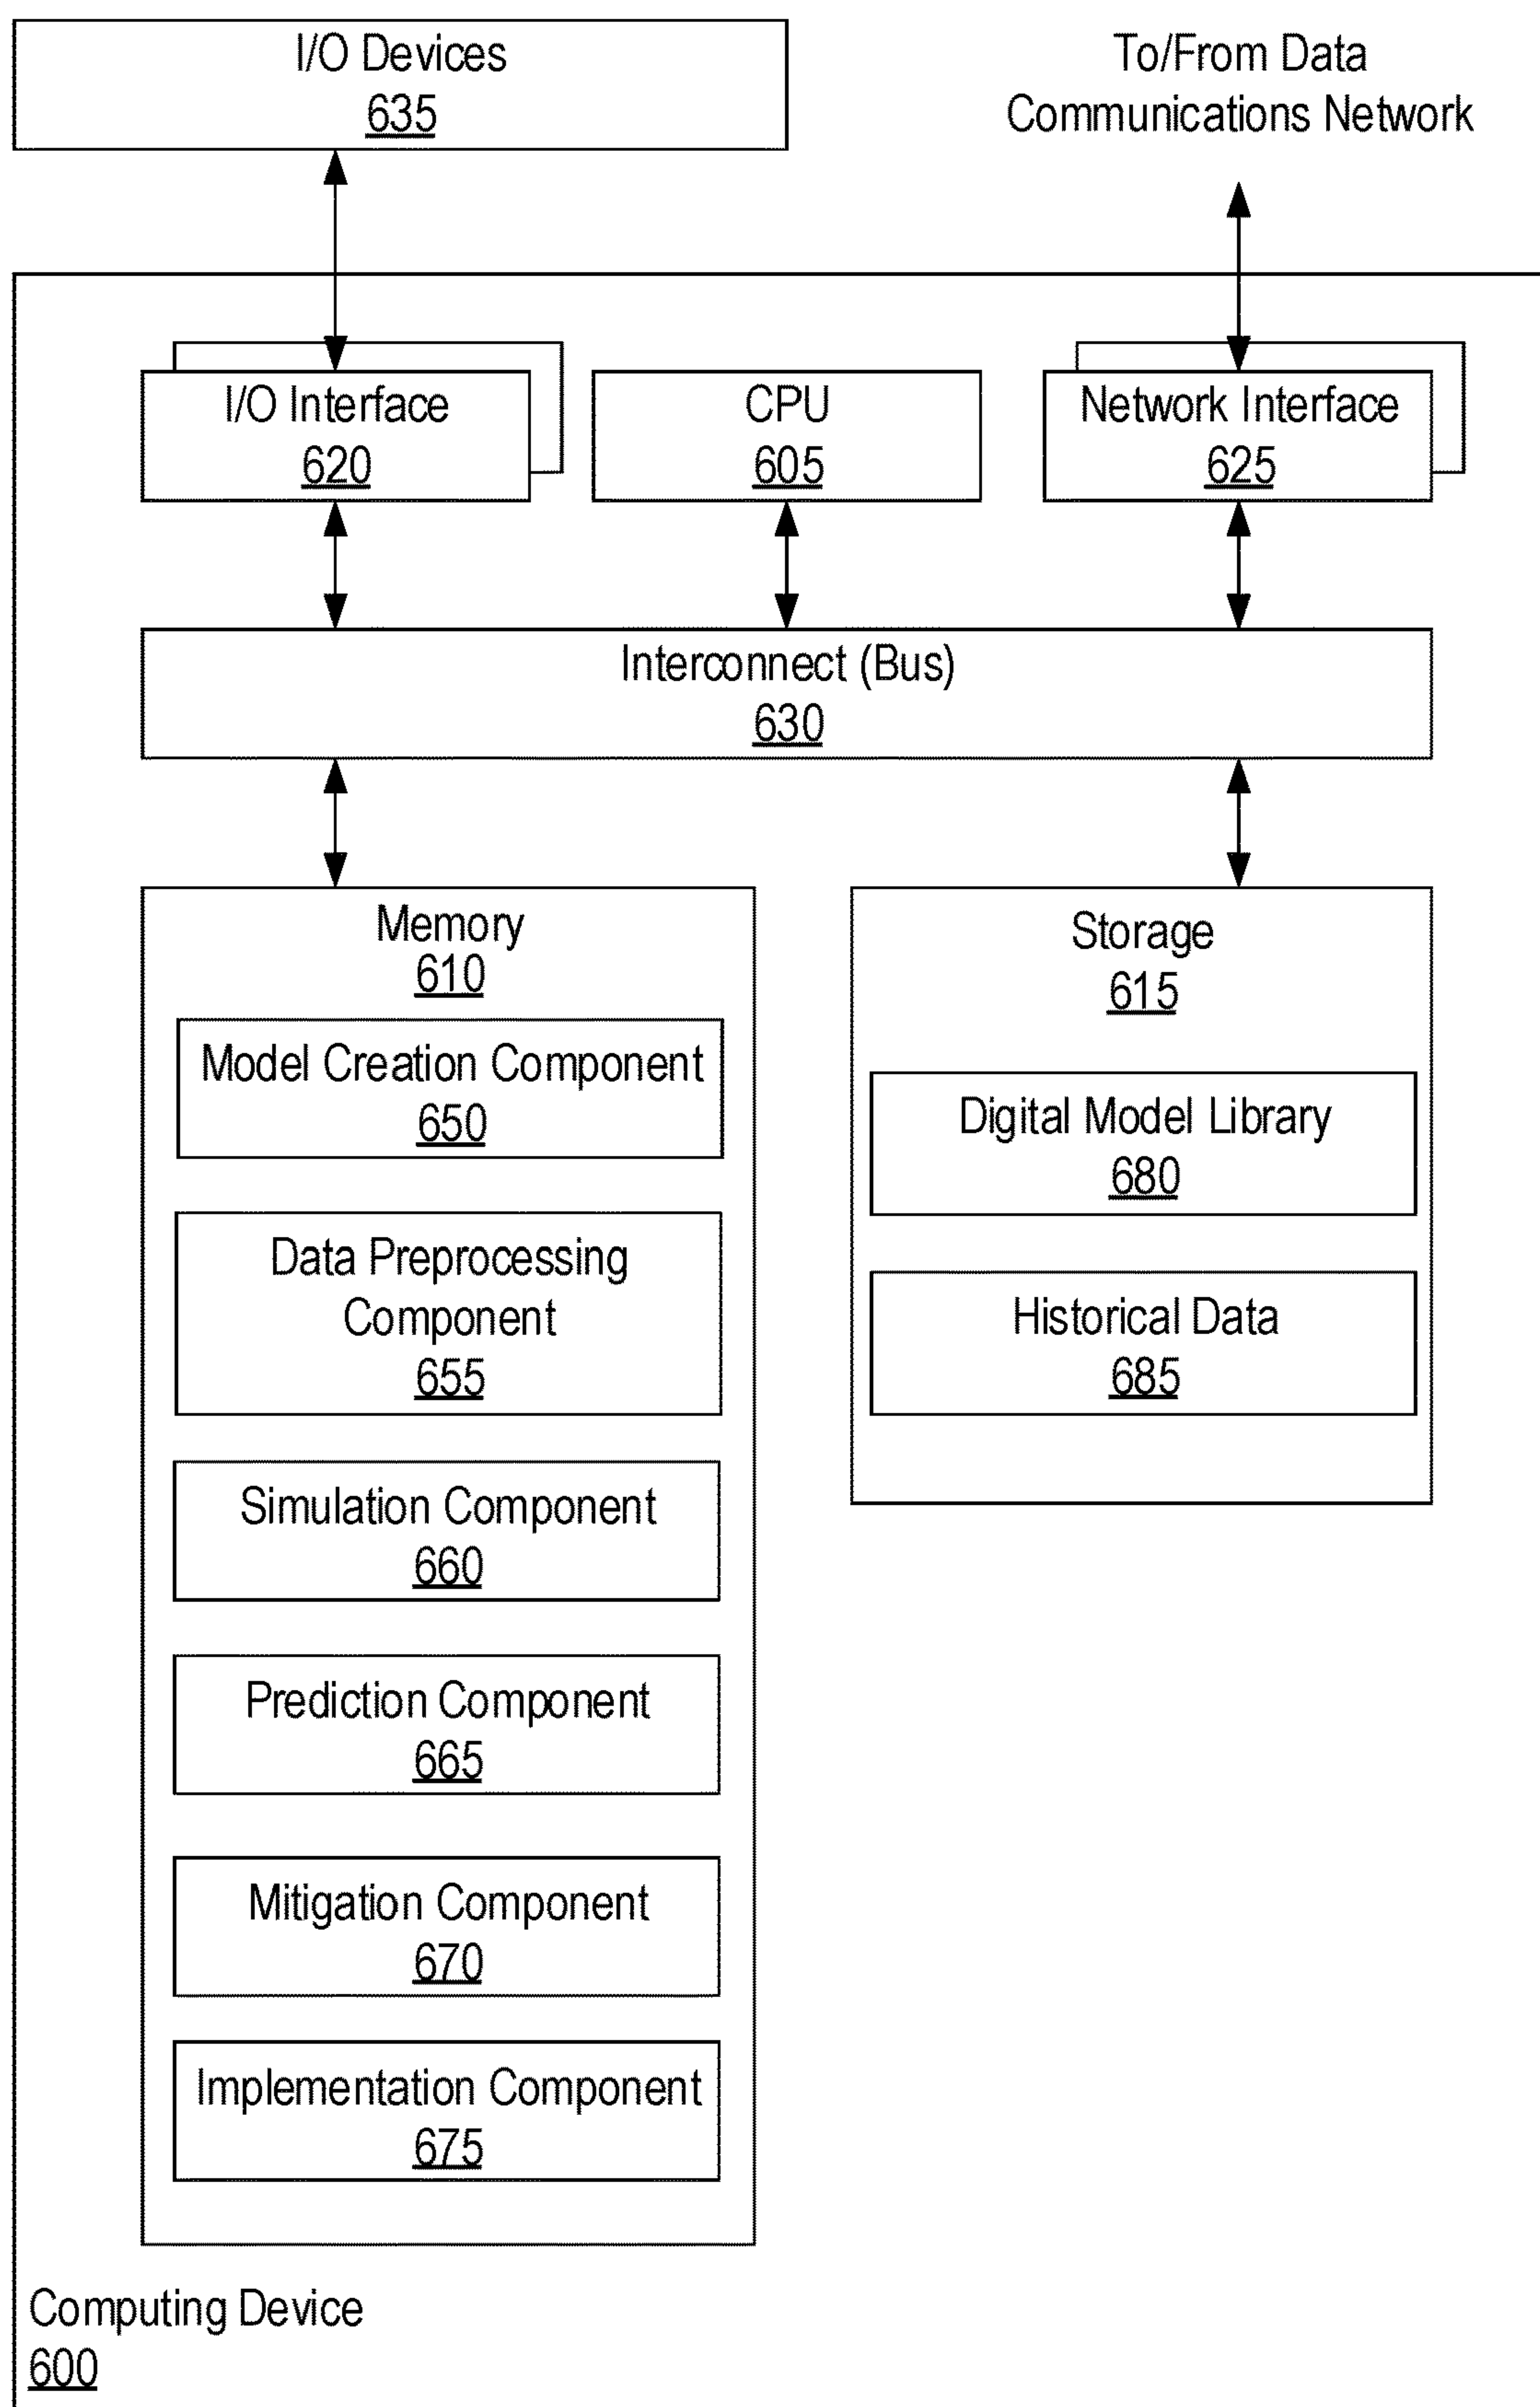 I/O Devices
635
To/From Data
Communications Network
I/O Interface
620
CPU
605
Network Interface
625
Interconnect (Bus)
630
Memory
610
Model Creation Component
650
Data Preprocessing
Component
655
Simulation Component
660
Prediction Component
665
Mitigation Component
670
Implementation Component
675
Storage
615
Digital Model Library
680
Historical Data
685
Computing Device
600